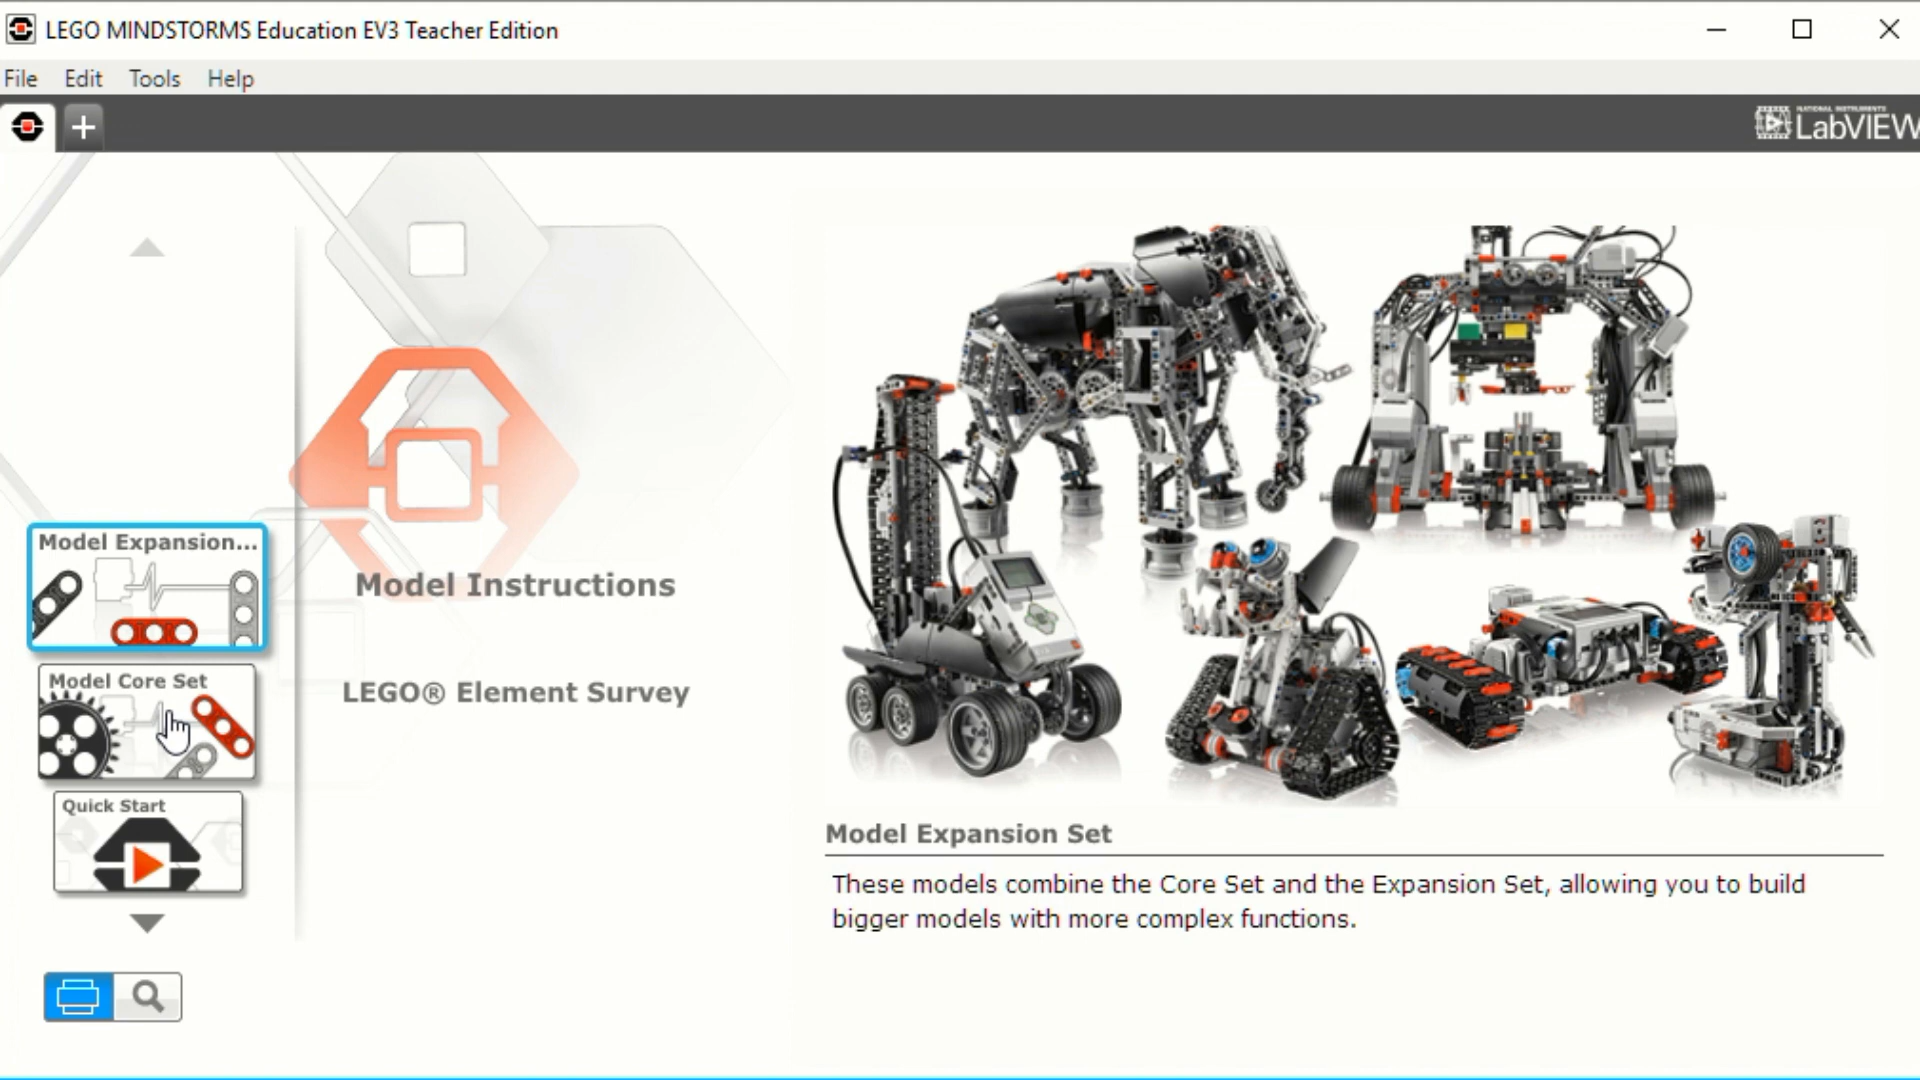 LEGO MINDSTORMS Education EV3 Teacher Edition
File Edit Tools Help
NATIONAL INSTRUMENTS
LabVIEW
Model Expansion...
Model Core Set
Quick Start
Model Instructions
LEGO® Element Survey
Model Expansion Set
These models combine the Core Set and the Expansion Set, allowing you to build
bigger models with more complex functions.